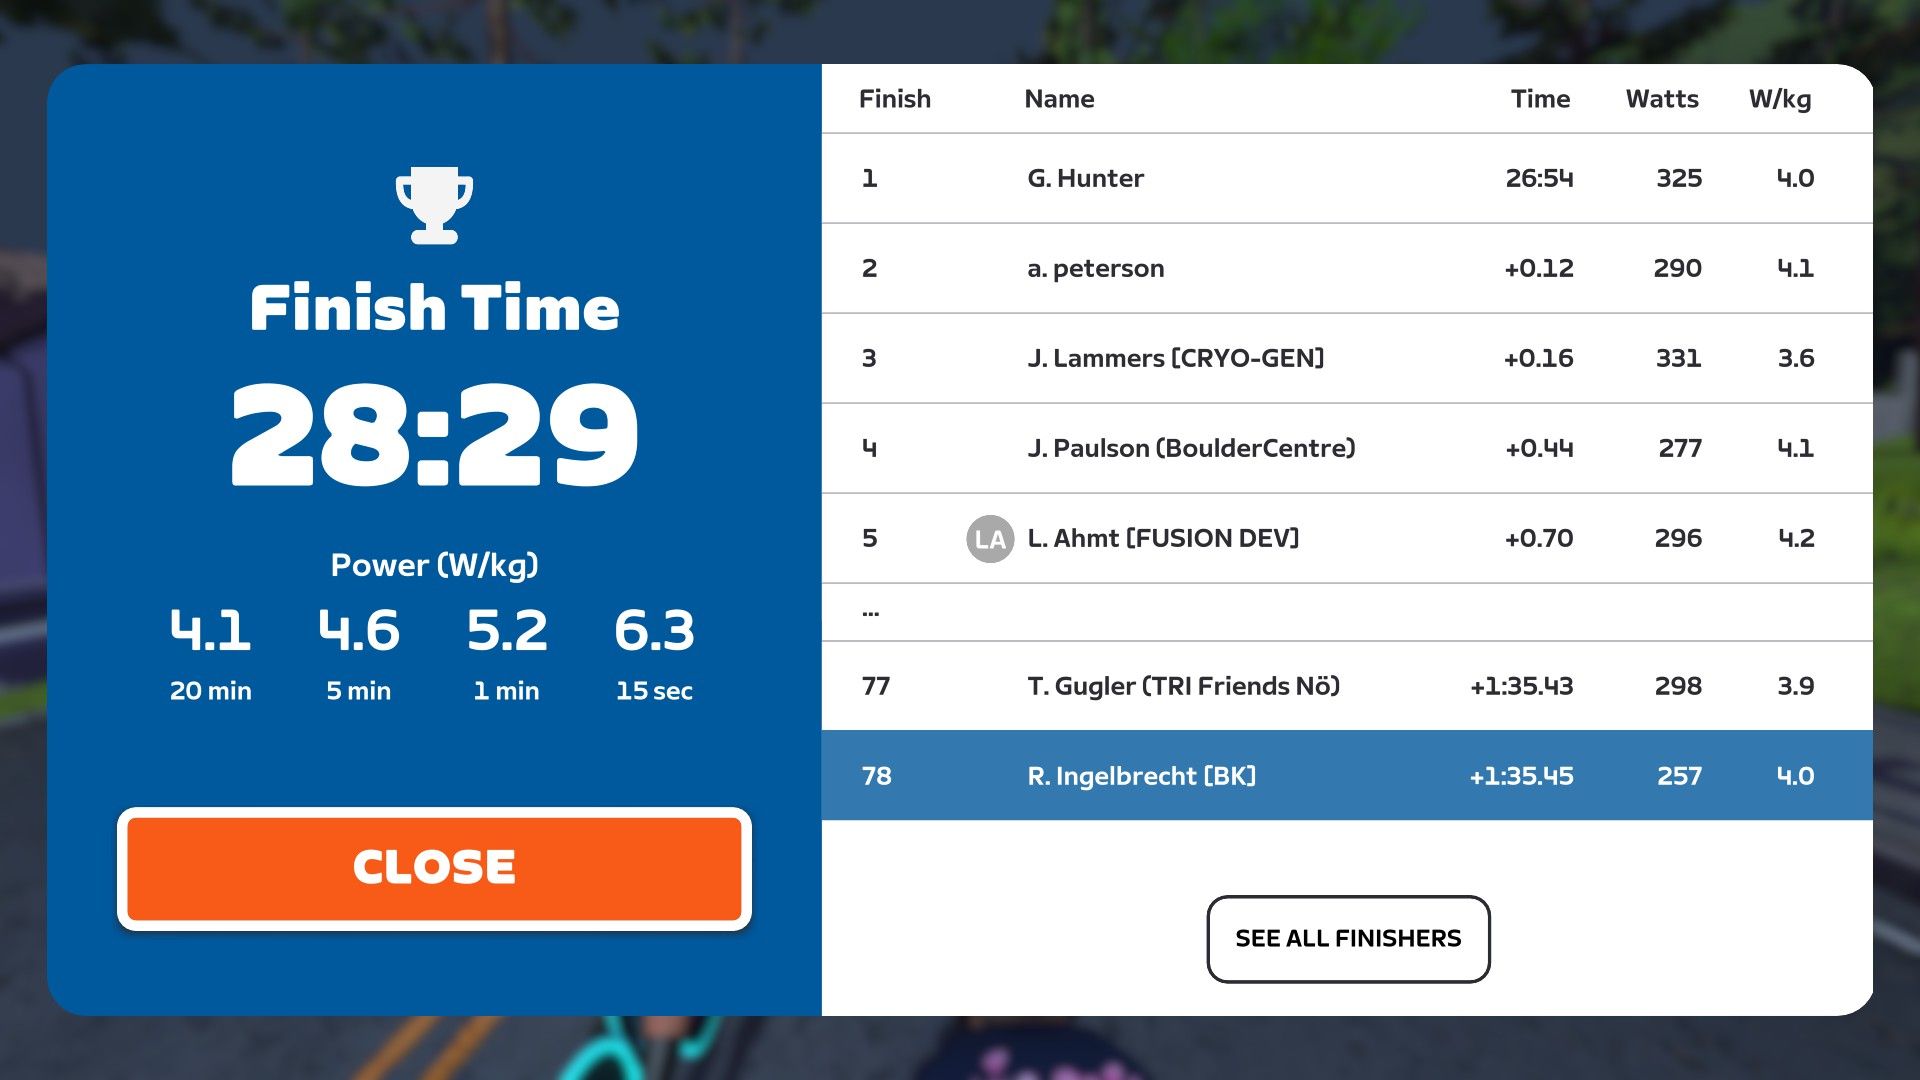 Finish Time
28:29
Power (W/kg)
4.1 4.6 5.2 6.3
20 min 5 min 1 min 15 sec
CLOSE
Finish Name Time Watts W/kg
1 G. Hunter 26:54 325 4.0
2 a. peterson +0.12 290 4.1
3 J. Lammers [CRYO-GEN] +0.16 331 3.6
4 J. Paulson (BoulderCentre) +0.44 277 4.1
5 LA L. Ahmt [FUSION DEV] +0.70 296 4.2
...
77 T. Gugler (TRI Friends Nö) +1:35.43 298 3.9
78 R. Ingelbrecht [BK] +1:35.45 257 4.0
SEE ALL FINISHERS